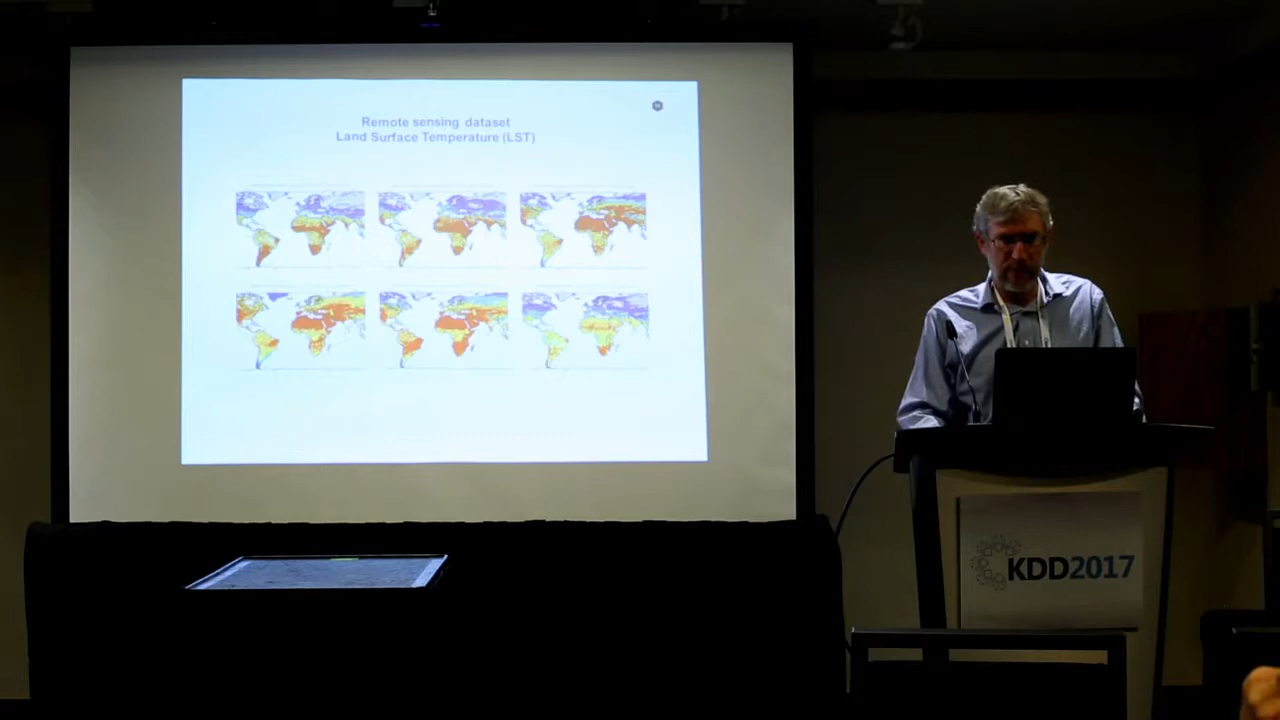 Remote sensing dataset
Land Surface Temperature (LST)
KDD2017